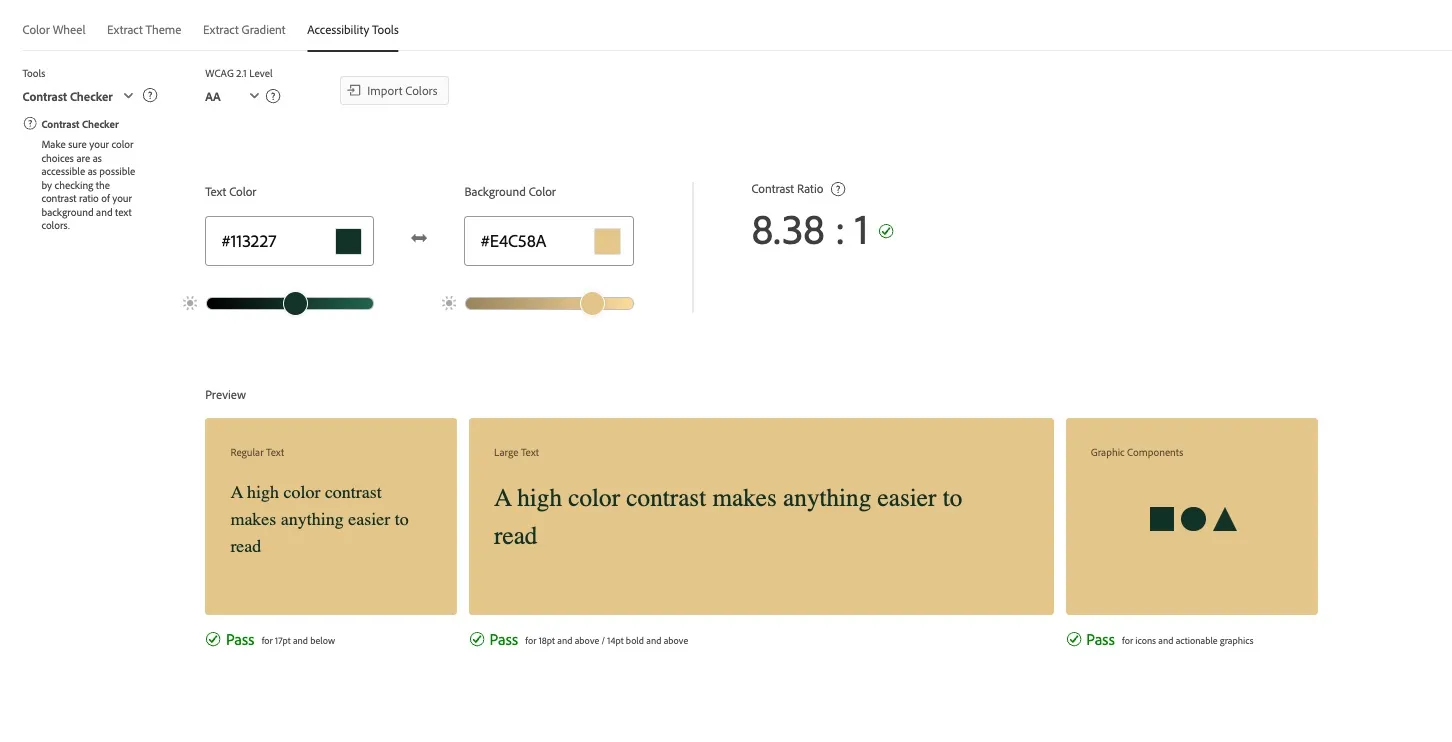 Color Wheel Extract Theme Extract Gradient Accessibility Tools
Tools
Contrast Checker
Contrast Checker
Make sure your color
choices are as
accessible as possible
by checking the
contrast ratio of your
background and text
colors.
WCAG 2.1 Level
AA
Import Colors
Text Color
#113227
Background Color
#E4C58A
Contrast Ratio
8.38 : 1
Preview
Regular Text
A high color contrast
makes anything easier to
read
Pass for 17pt and below
Large Text
A high color contrast makes anything easier to
read
Pass for 18pt and above / 14pt bold and above
Graphic Components
Pass for icons and actionable graphics